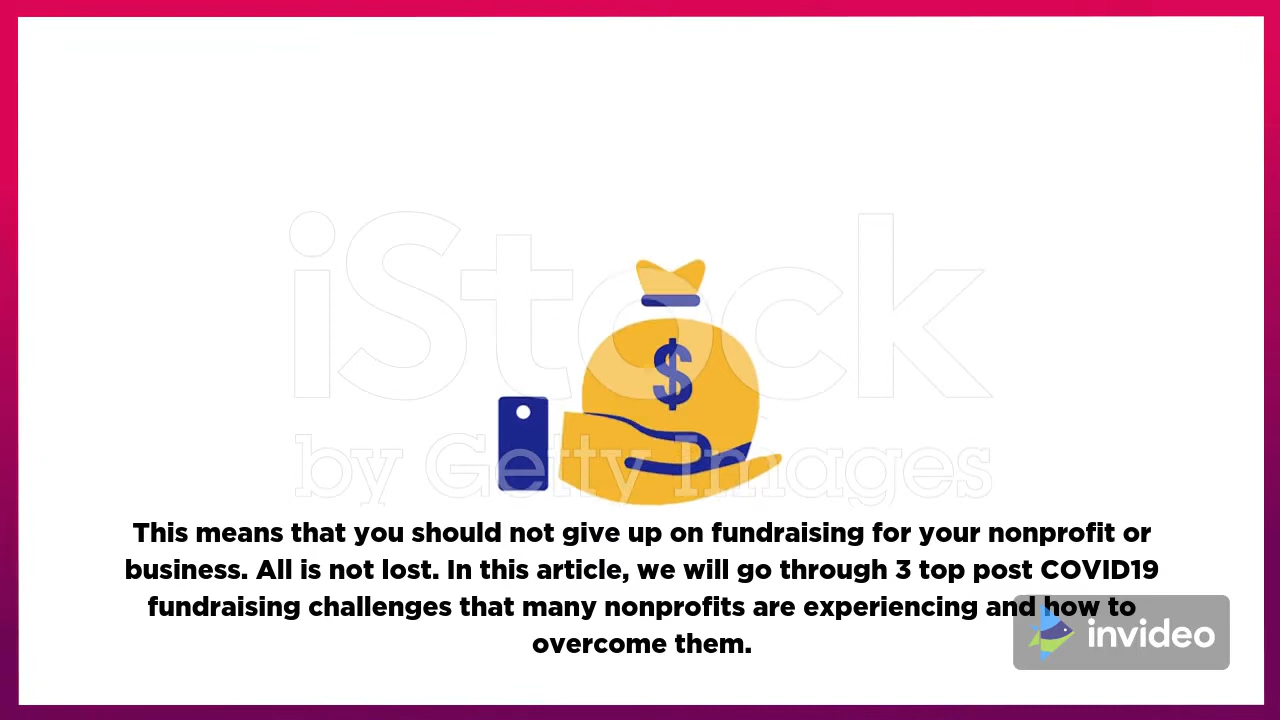 iStock
$
by Getty Images
This means that you should not give up on fundraising for your nonprofit or
business. All is not lost. In this article, we will go through 3 top post COVID19
fundraising challenges that many nonprofits are experiencing and how to
invideo
overcome them.